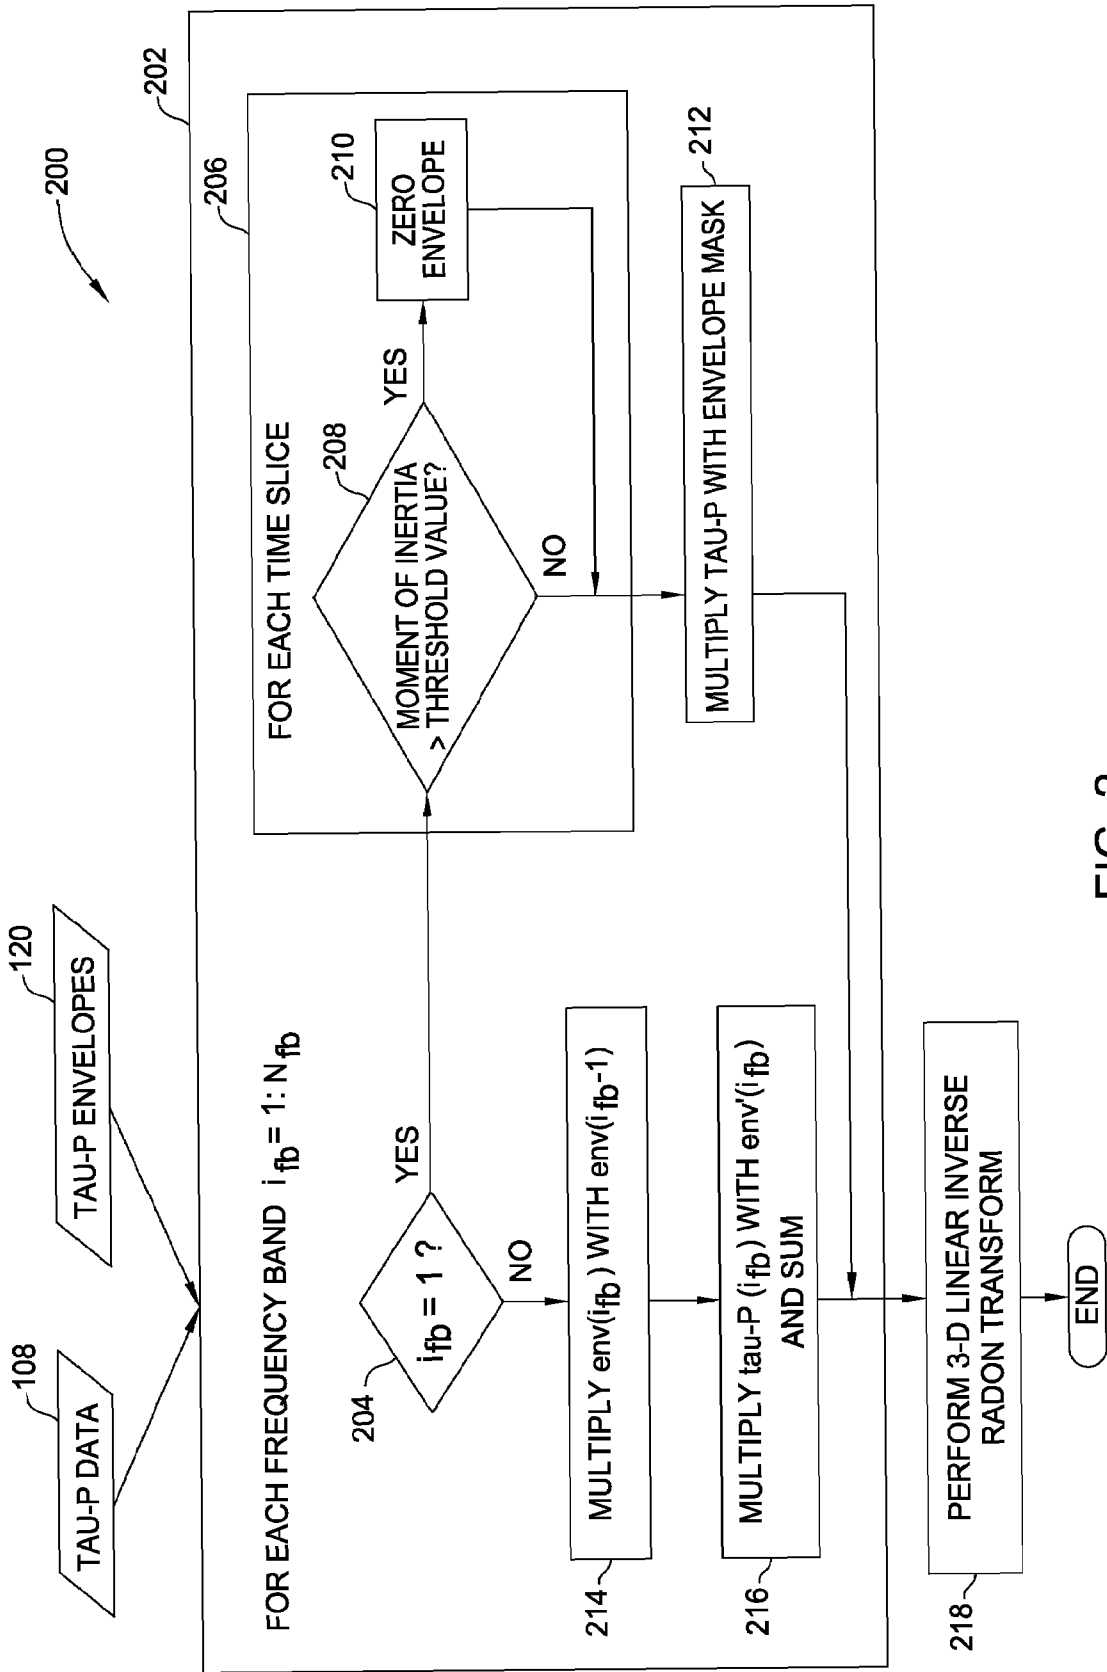 200
108
TAU-P DATA
120
TAU-P ENVELOPES
202
FOR EACH FREQUENCY BAND i_fb = 1: N_fb
204
i_fb = 1 ?
YES
NO
206
FOR EACH TIME SLICE
208
MOMENT OF INERTIA
> THRESHOLD VALUE?
YES
NO
210
ZERO
ENVELOPE
212
MULTIPLY TAU-P WITH ENVELOPE MASK
214
MULTIPLY env(i_fb) WITH env(i_fb-1)
216
MULTIPLY tau-P (i_fb) WITH env'(i_fb)
AND SUM
218
PERFORM 3-D LINEAR INVERSE
RADON TRANSFORM
END
FIG.